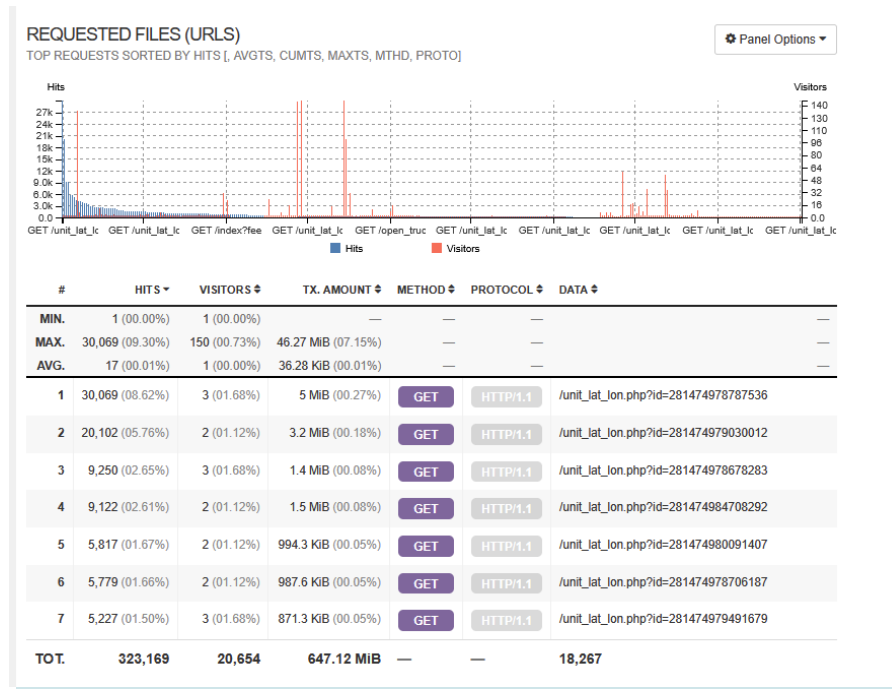 REQUESTED FILES (URLS)
Panel Options
TOP REQUESTS SORTED BY HITS [, AVGTS, CUMTS, MAXTS, MTHD, PROTO]
Hits Visitors
27k 140
24k 130
21k 110
18k 96
15k 80
12k 64
9.0k 48
6.0k 32
3.0k 16
0.0 0.0
GET /unit_lat_lc GET /unit_lat_lc GET /index?fee GET /unit_lat_lc GET /open_truc GET /unit_lat_lc GET /unit_lat_lc GET /unit_lat_lc GET /unit_lat_lc
Hits Visitors
# HITS VISITORS TX. AMOUNT METHOD PROTOCOL DATA
MIN. 1 (00.00%) 1 (00.00%) — — — —
MAX. 30,069 (09.30%) 150 (00.73%) 46.27 MiB (07.15%) — — —
AVG. 17 (00.01%) 1 (00.00%) 36.28 KiB (00.01%) — — —
1 30,069 (08.62%) 3 (01.68%) 5 MiB (00.27%) GET HTTP/1.1 /unit_lat_lon.php?id=281474978787536
2 20,102 (05.76%) 2 (01.12%) 3.2 MiB (00.18%) GET HTTP/1.1 /unit_lat_lon.php?id=281474979030012
3 9,250 (02.65%) 3 (01.68%) 1.4 MiB (00.08%) GET HTTP/1.1 /unit_lat_lon.php?id=281474978678283
4 9,122 (02.61%) 2 (01.12%) 1.5 MiB (00.08%) GET HTTP/1.1 /unit_lat_lon.php?id=281474984708292
5 5,817 (01.67%) 2 (01.12%) 994.3 KiB (00.05%) GET HTTP/1.1 /unit_lat_lon.php?id=281474980091407
6 5,779 (01.66%) 2 (01.12%) 987.6 KiB (00.05%) GET HTTP/1.1 /unit_lat_lon.php?id=281474978706187
7 5,227 (01.50%) 3 (01.68%) 871.3 KiB (00.05%) GET HTTP/1.1 /unit_lat_lon.php?id=281474979491679
TOT. 323,169 20,654 647.12 MiB — — 18,267